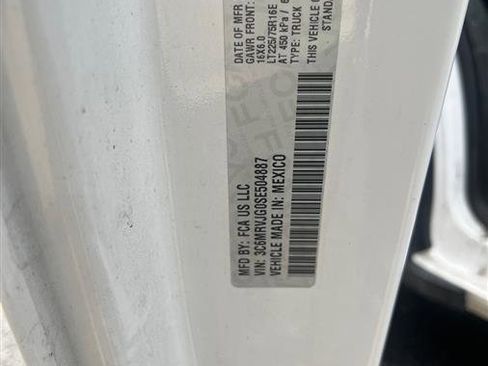 MFD BY: FCA US LLC
VIN: 3C6MRVJG0SE504887
VEHICLE MADE IN: MEXICO
DATE OF MFR
GAWR FRONT:
16X6.0
LT225/75R16E
AT 450 kPa /
TYPE: TRUCK
THIS VEHICLE
STANDA